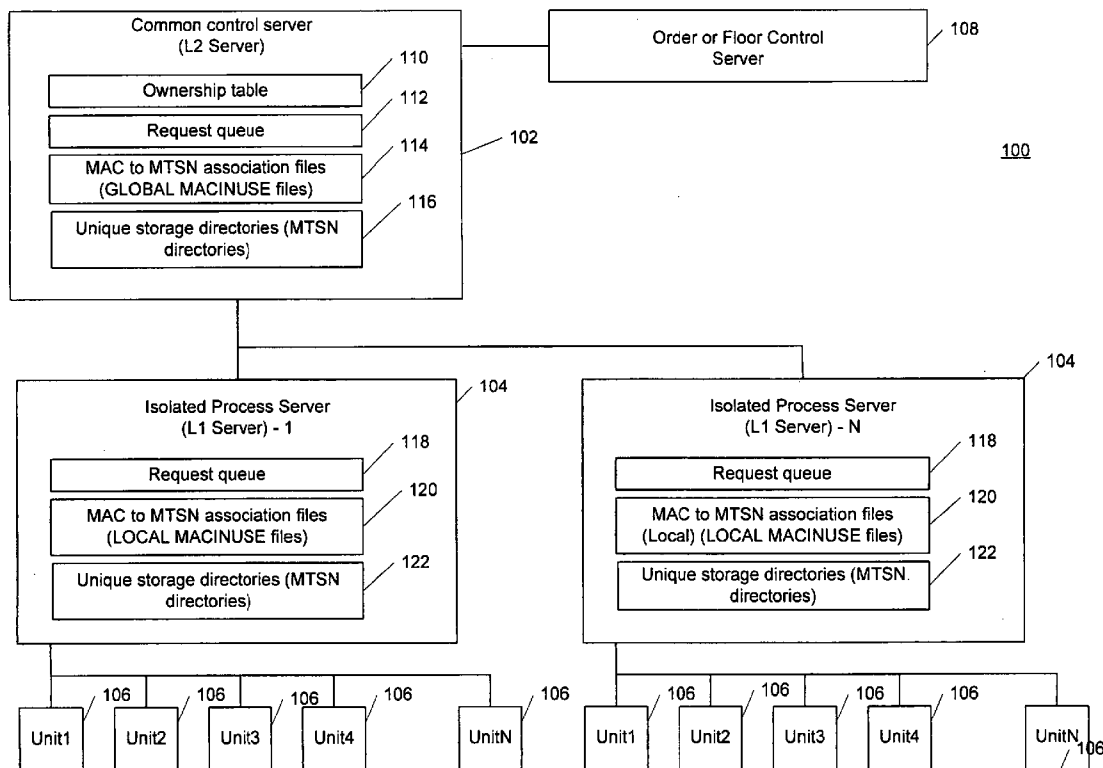 Common control server
(L2 Server)
110
Ownership table
112
Request queue
114
MAC to MTSN association files
(GLOBAL MACINUSE files)
116
Unique storage directories (MTSN
directories)
102
Order or Floor Control
Server
108
100
104
Isolated Process Server
(L1 Server) - 1
118
Request queue
120
MAC to MTSN association files
(LOCAL MACINUSE files)
122
Unique storage directories (MTSN
directories)
104
Isolated Process Server
(L1 Server) - N
118
Request queue
120
MAC to MTSN association files
(Local) (LOCAL MACINUSE files)
122
Unique storage directories (MTSN.
directories)
106
106
106
106
106
Unit1
Unit2
Unit3
Unit4
UnitN
106
106
106
106
Unit1
Unit2
Unit3
Unit4
UnitN
106